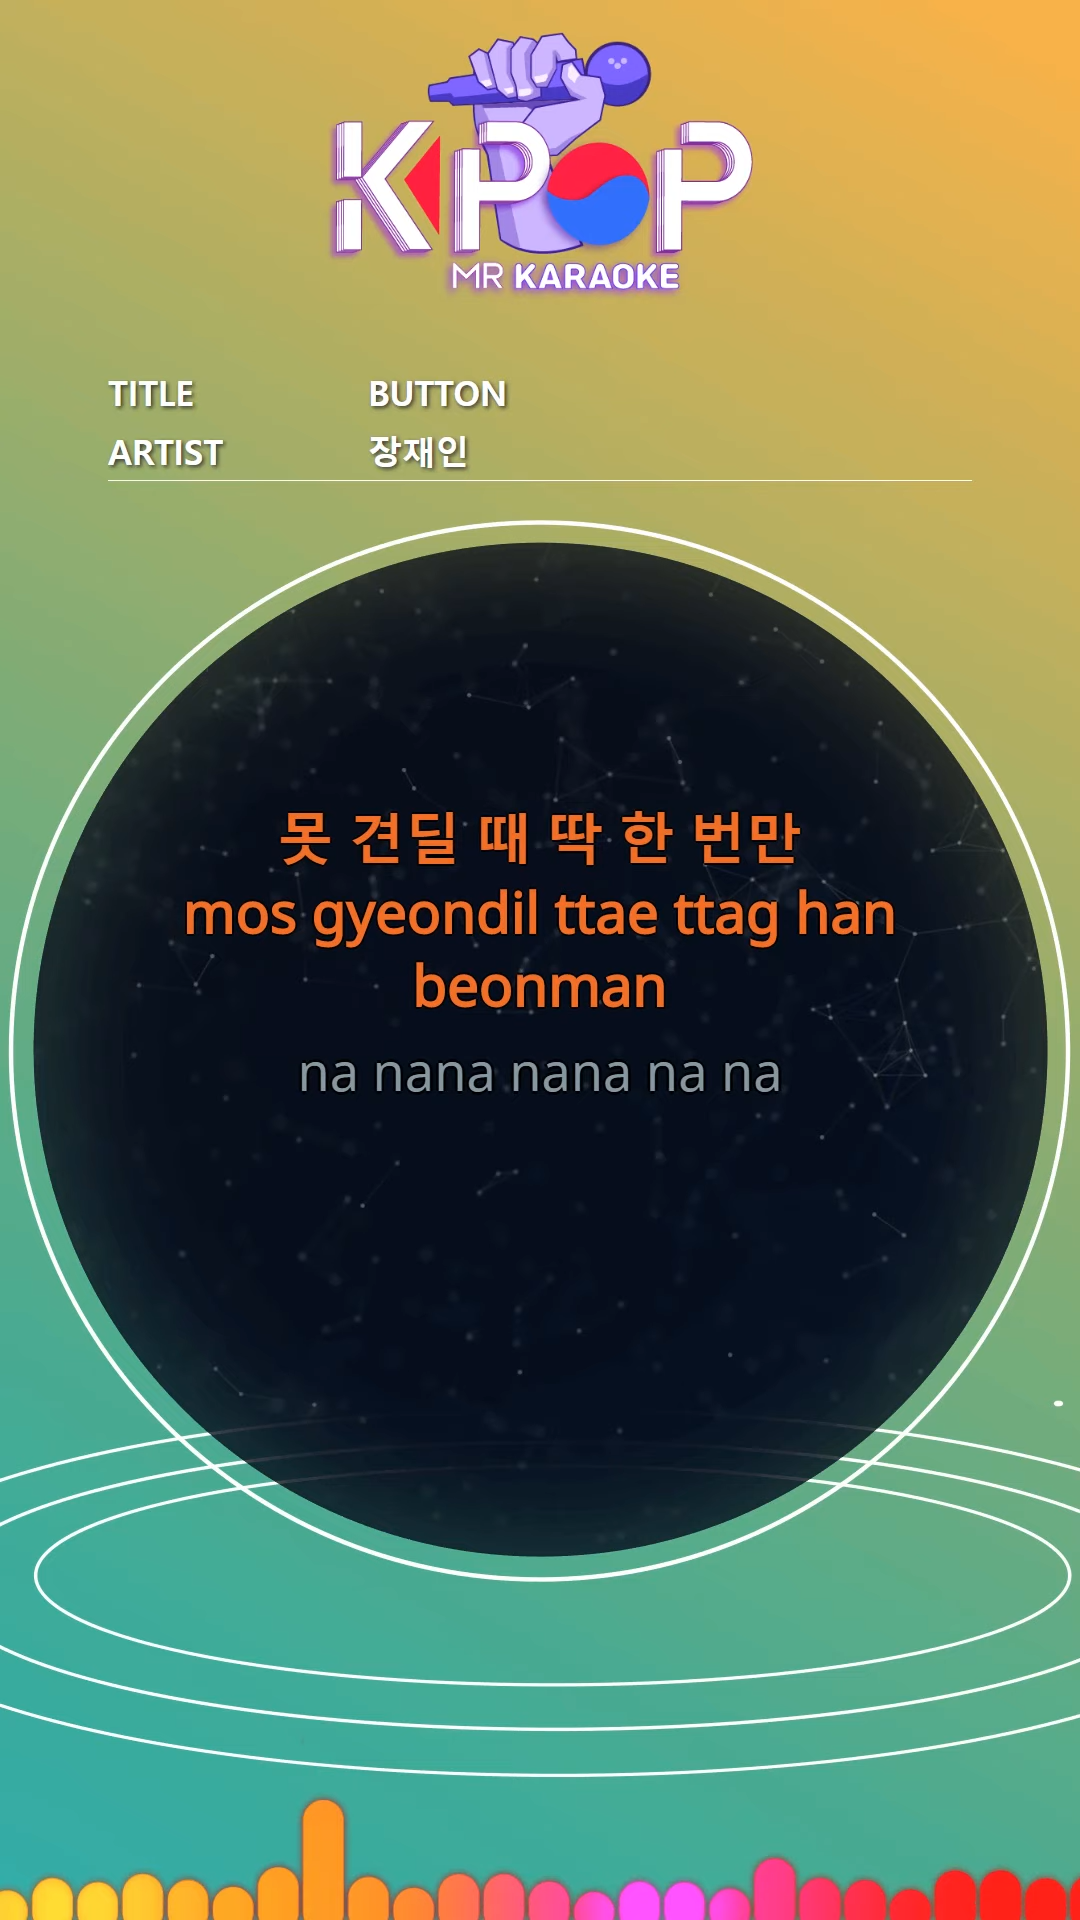 KPOP
MR KARAOKE
TITLE BUTTON
ARTIST 장재인
못 견딜 때 딱 한 번만
mos gyeondil ttae ttag han
beonman
na nana nana na na